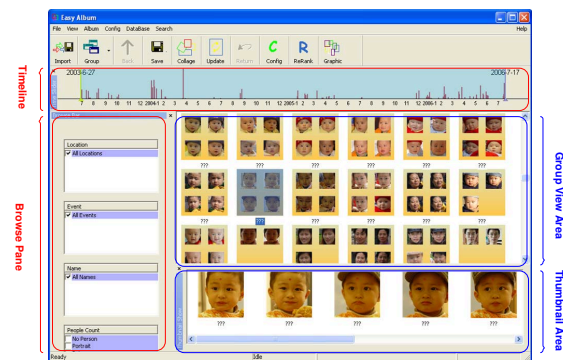 Easy Album
File View Album Config DataBase Search Help
Import Group Back Save Collage Update Return Config ReRank Graphic
Timeline
2003-6-27 2006-7-17
7 8 9 10 11 12 2004-1 2 3 4 5 6 7 8 9 10 11 12 2005-1 2 3 4 5 6 7 8 9 10 11 12 2006-1 2 3 4 5 6 7
Browse Pane
Location
All Locations
Event
All Events
Name
All Names
People Count
No Person
Portrait
Group View Area
??? ??? ??? ??? ??? ???
??? ??? ??? ??? ??? ???
Thumbnail Area
??? ??? ??? ??? ???
Ready Idle